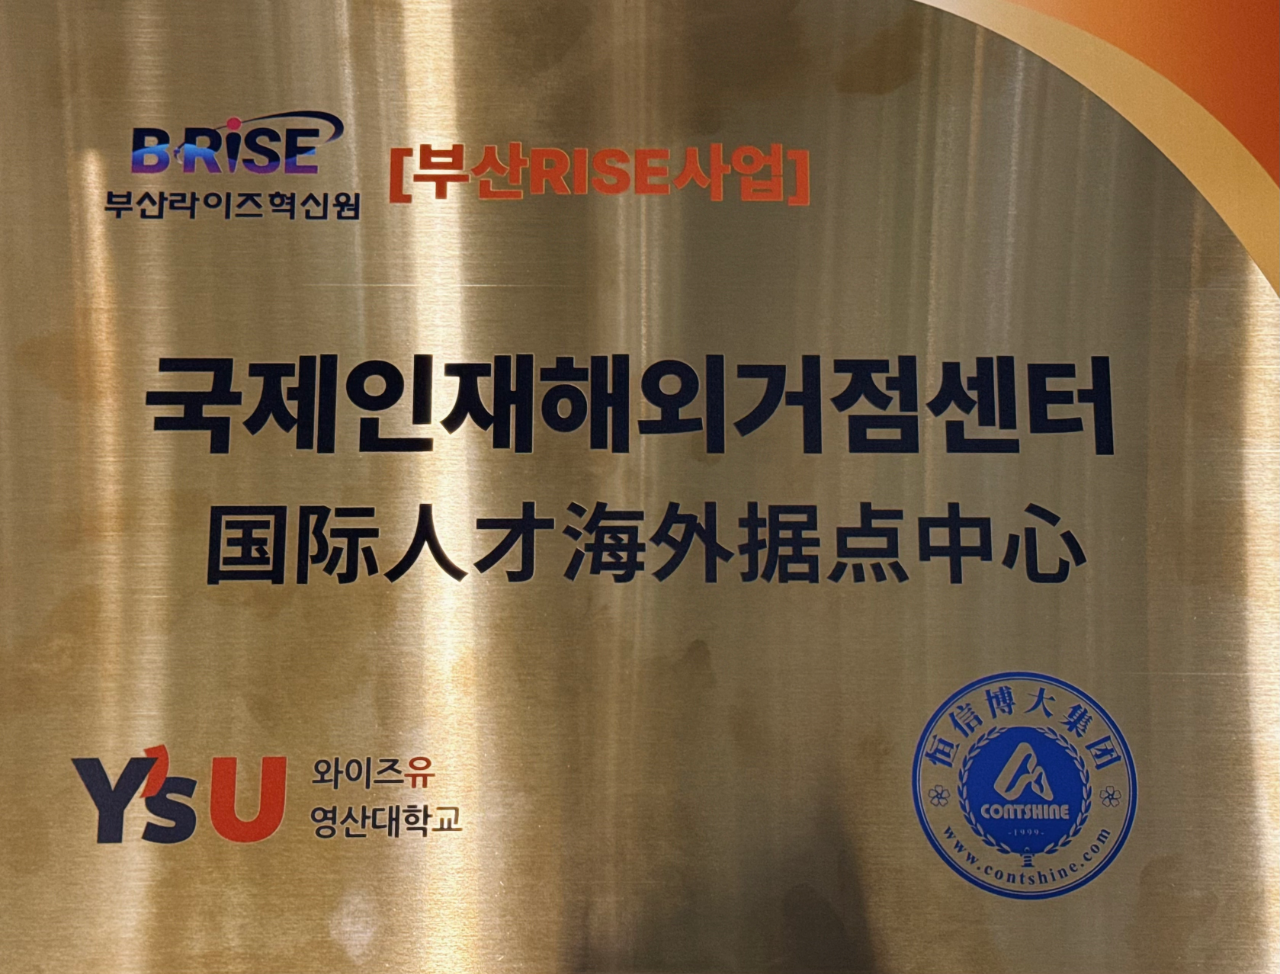 B-RiSE
부산라이즈혁신원
[부산RISE사업]
국제인재해외거점센터
国际人才海外据点中心
Y'sU
와이즈유
영산대학교
恒信博大集团
CONTSHINE
-1999-
www.contshine.com